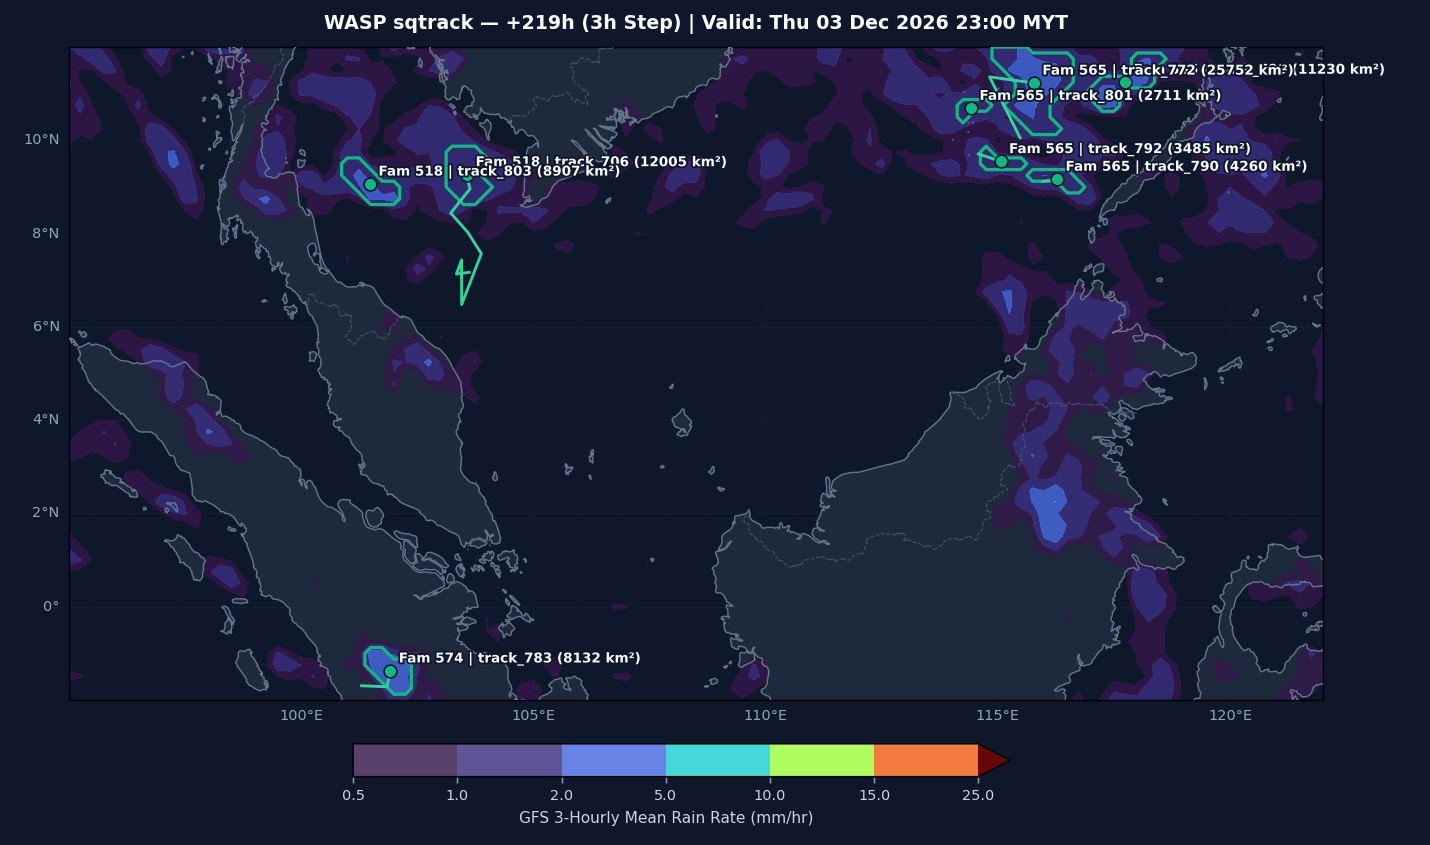 WASP sqtrack — +219h (3h Step) | Valid: Thu 03 Dec 2026 23:00 MYT
Fam 565 | track_772 (25752 km²)
(11230 km²)
Fam 565 | track_801 (2711 km²)
Fam 565 | track_792 (3485 km²)
Fam 518 | track_706 (12005 km²)
Fam 518 | track_803 (8907 km²)
Fam 565 | track_790 (4260 km²)
Fam 574 | track_783 (8132 km²)
10°N
8°N
6°N
4°N
2°N
0°
100°E 105°E 110°E 115°E 120°E
0.5 1.0 2.0 5.0 10.0 15.0 25.0
GFS 3-Hourly Mean Rain Rate (mm/hr)